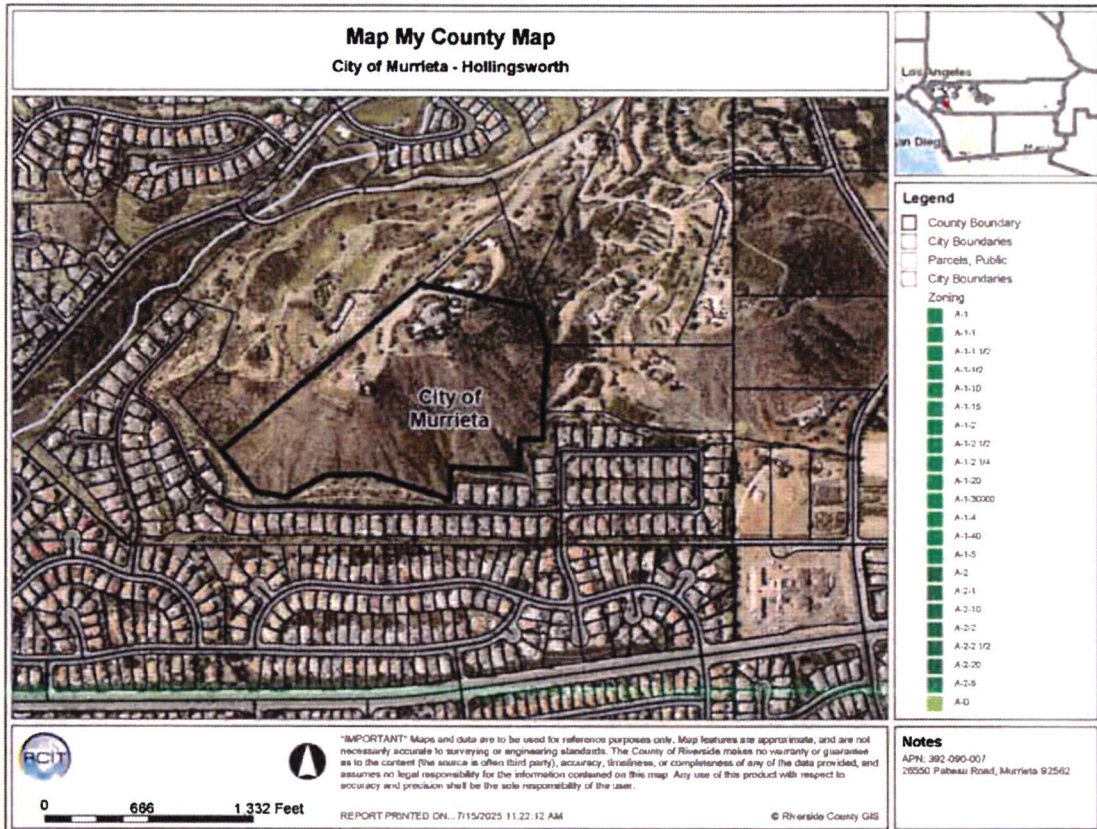 Map My County Map
City of Murrieta - Hollingsworth
Los Angeles
an Dieg
Legend
County Boundary
City Boundaries
Parcels, Public
City Boundaries
Zoning
A-1
A-1-1
A-1-1 1/2
A-1-1/2
A-1-10
A-1-15
A-1-2
A-1-2 1/2
A-1-2 1/4
A-1-20
A-1-30000
A-1-4
A-1-40
A-1-5
A-2
A-2-1
A-2-10
A-2-2
A-2-2 1/2
A-2-20
A-2-5
A-D
City of
Murrieta
RCIT
0 666 1,332 Feet
*IMPORTANT* Maps and data are to be used for reference purposes only. Map features are approximate, and are not
necessarily accurate to surveying or engineering standards. The County of Riverside makes no warranty or guarantee
as to the content (the source is often third party), accuracy, timeliness, or completeness of any of the data provided, and
assumes no legal responsibility for the information contained on this map. Any use of this product with respect to
accuracy and precision shall be the sole responsibility of the user.
REPORT PRINTED ON... 7/15/2025 11:22:12 AM
© Riverside County GIS
Notes
APN: 392-090-007
26550 Road, Murrieta 92562